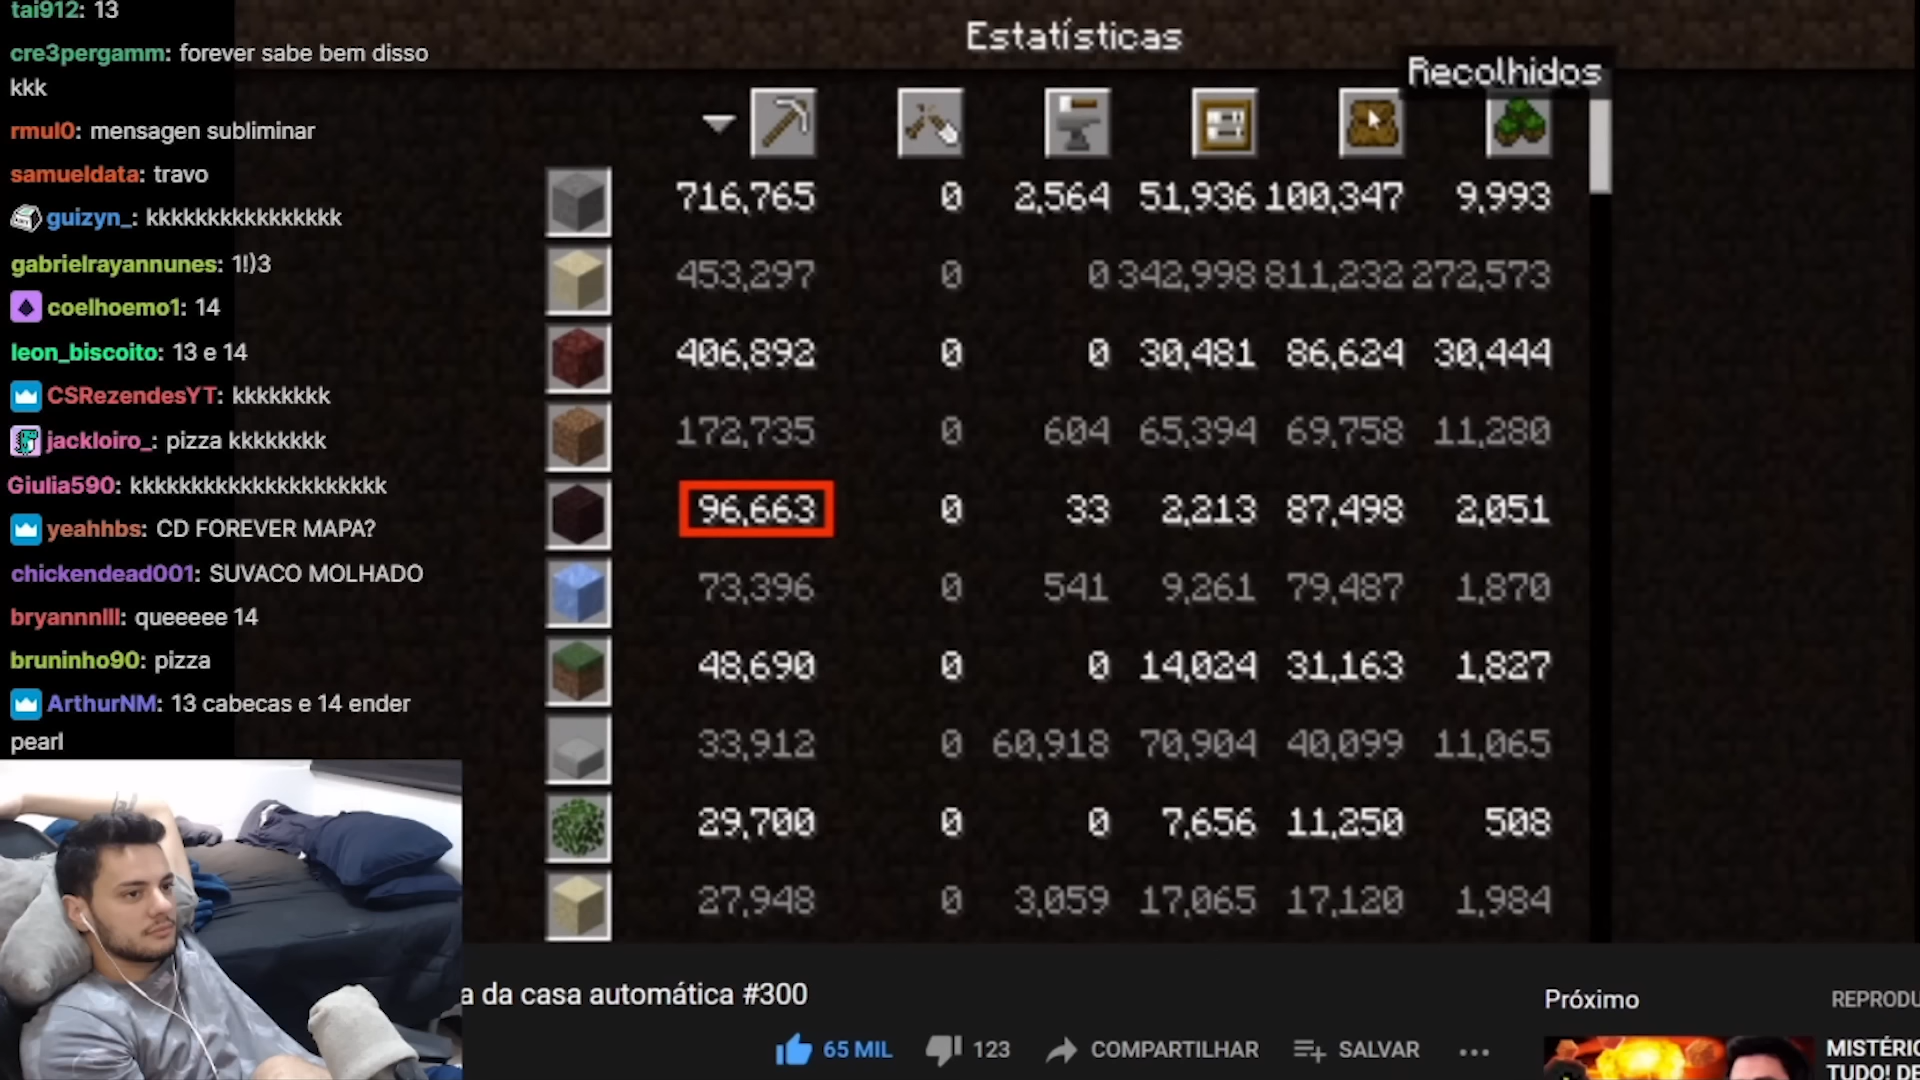 tai912: 13
cre3pergamm: forever sabe bem disso
kkk
rmul0: mensagen subliminar
samueldata: travo
guizyn_: kkkkkkkkkkkkkkkk
gabrielrayannunes: 1!)3
coelhoemo1: 14
leon_biscoito: 13 e 14
CSRezendesYT: kkkkkkkk
jackloiro_: pizza kkkkkkkk
Giulia590: kkkkkkkkkkkkkkkkkkkkk
yeahhbs: CD FOREVER MAPA?
chickendead001: SUVACO MOLHADO
bryannnlll: queeeee 14
bruninho90: pizza
ArthurNM: 13 cabecas e 14 ender
pearl
Estatísticas
Recolhidos
716,765 0 2,564 51,936 100,347 9,993
453,297 0 0 342,998 811,232 272,573
406,892 0 0 30,481 86,624 30,444
172,735 0 604 65,394 69,758 11,280
96,663 0 33 2,213 87,498 2,051
73,396 0 541 9,261 79,487 1,870
48,690 0 0 14,024 31,163 1,827
33,912 0 60,918 70,904 40,099 11,065
29,700 0 0 7,656 11,250 508
27,948 0 3,059 17,065 17,120 1,984
a da casa automática #300
65 MIL 123 COMPARTILHAR SALVAR
Próximo REPRODU
MISTÉRIO
TUDO! DE